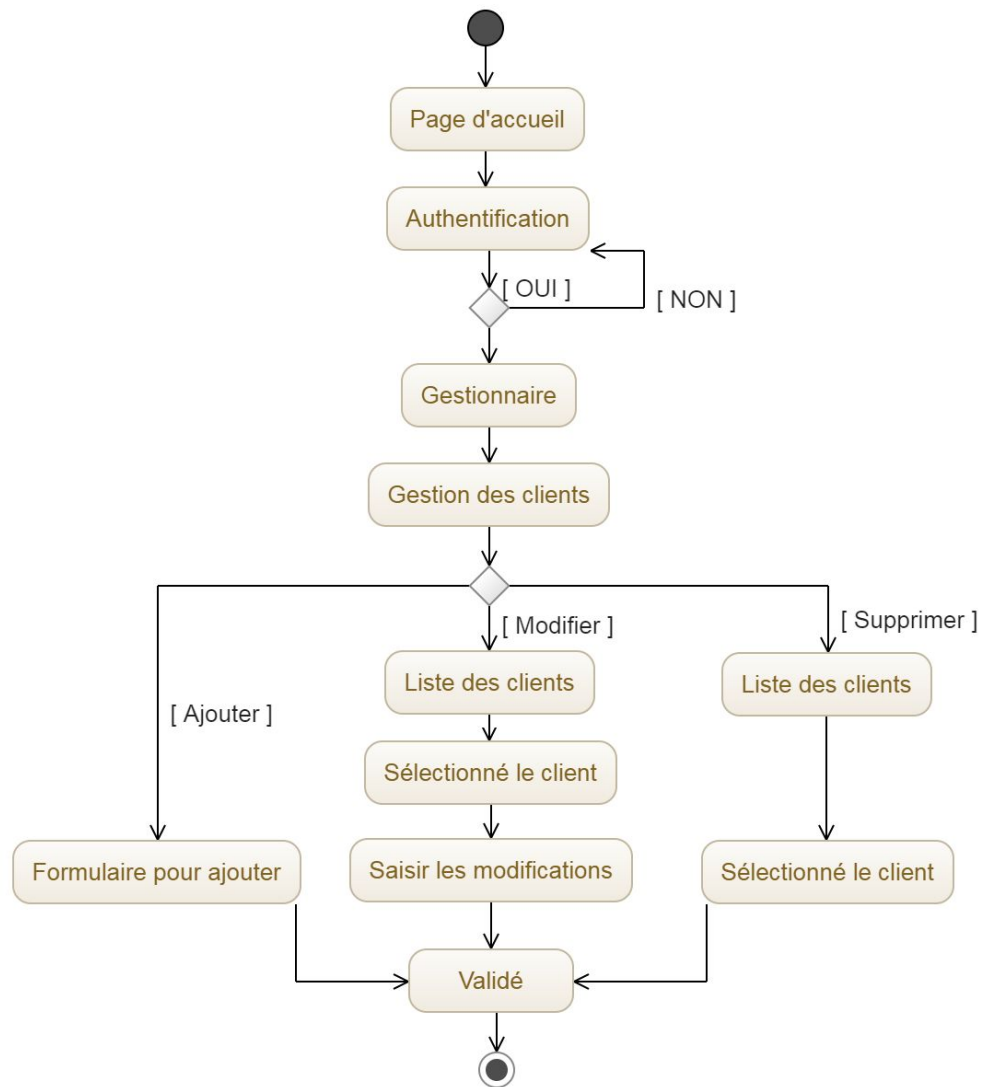 Page d'accueil
Authentification
[ OUI ]
[ NON ]
Gestionnaire
Gestion des clients
[ Modifier ]
[ Supprimer ]
Liste des clients
Liste des clients
[ Ajouter ]
Sélectionné le client
Formulaire pour ajouter
Saisir les modifications
Sélectionné le client
Validé